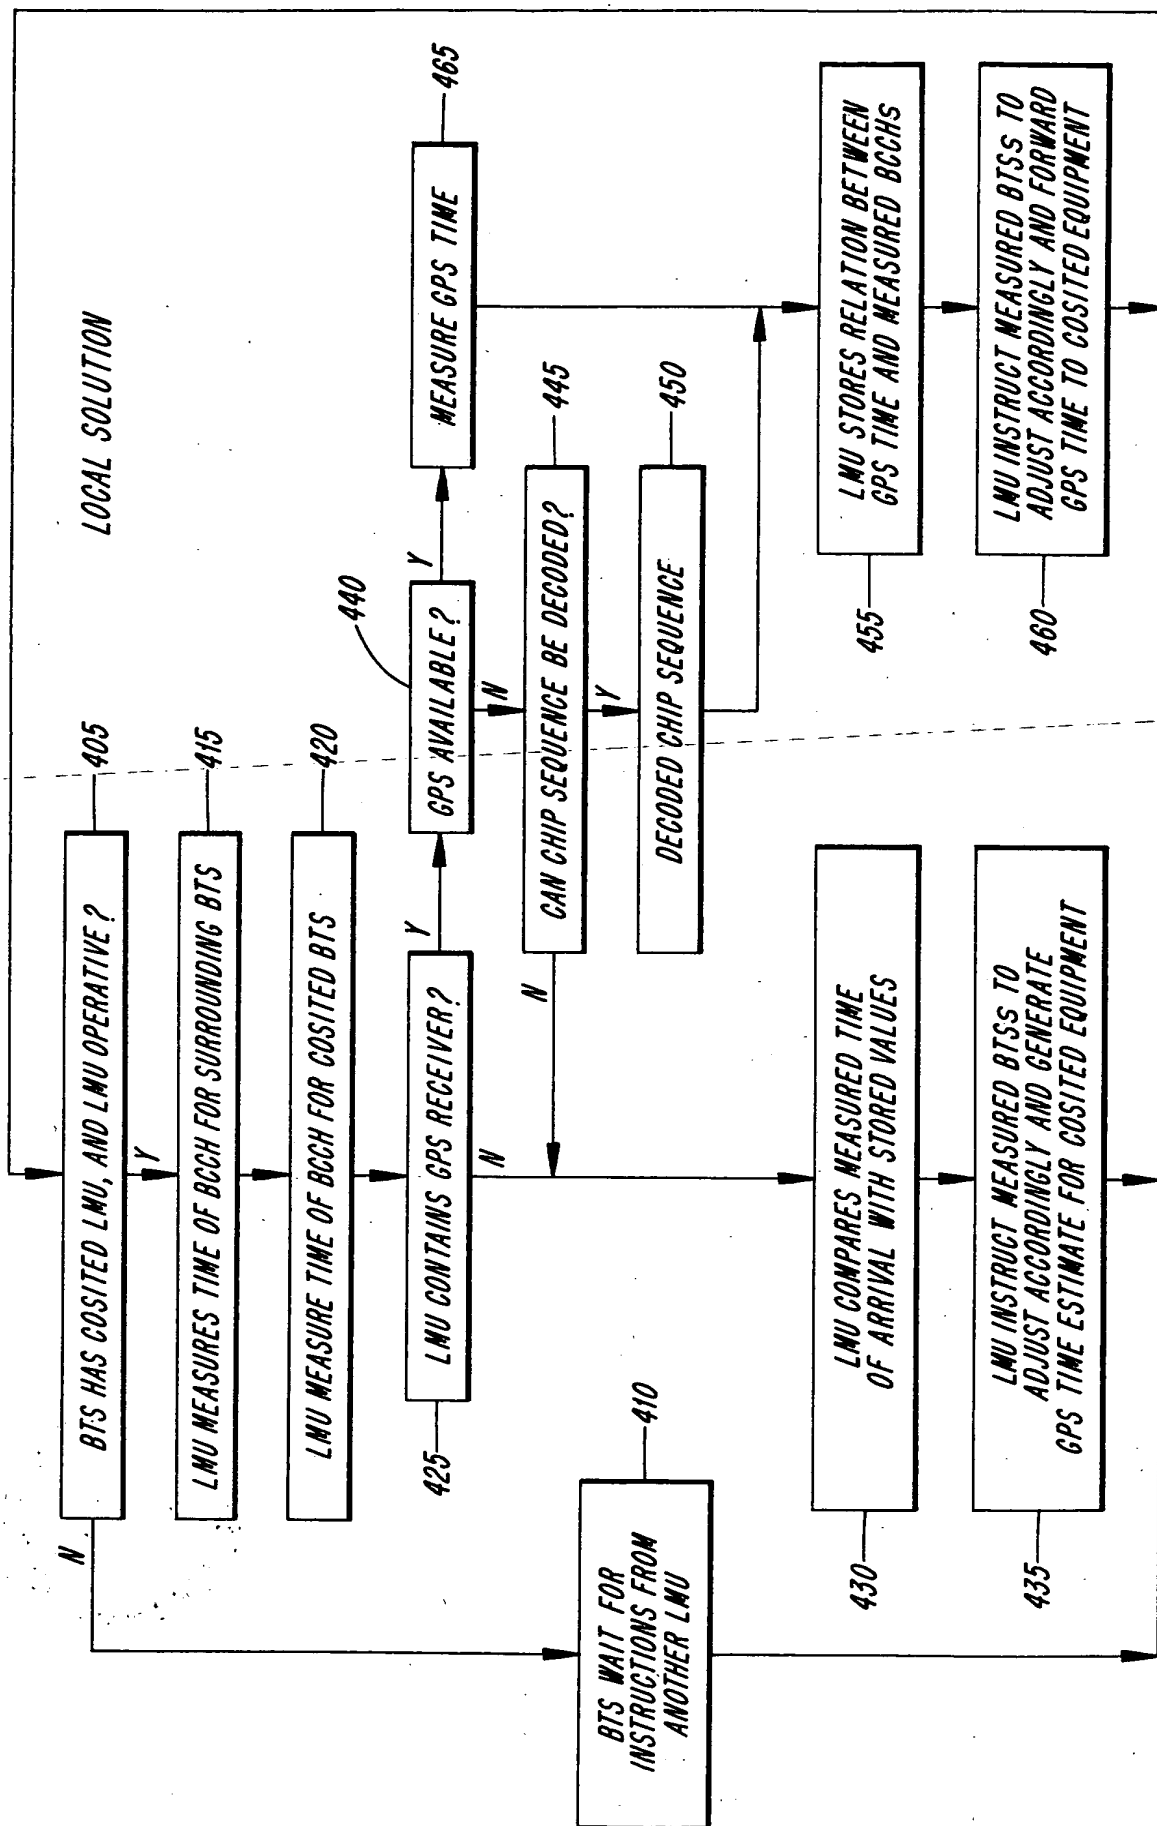 LOCAL SOLUTION
BTS HAS COSITED LMU, AND LMU OPERATIVE?
405
N
Y
LMU MEASURES TIME OF BCCH FOR SURROUNDING BTS
415
LMU MEASURE TIME OF BCCH FOR COSITED BTS
420
LMU CONTAINS GPS RECEIVER?
425
Y
N
GPS AVAILABLE?
440
Y
N
MEASURE GPS TIME
465
CAN CHIP SEQUENCE BE DECODED?
445
N
Y
DECODED CHIP SEQUENCE
450
BTS WAIT FOR
INSTRUCTIONS FROM
ANOTHER LMU
410
LMU COMPARES MEASURED TIME
OF ARRIVAL WITH STORED VALUES
430
LMU INSTRUCT MEASURED BTSs TO
ADJUST ACCORDINGLY AND GENERATE
GPS TIME ESTIMATE FOR COSITED EQUIPMENT
435
LMU STORES RELATION BETWEEN
GPS TIME AND MEASURED BCCHs
455
LMU INSTRUCT MEASURED BTSs TO
ADJUST ACCORDINGLY AND FORWARD
GPS TIME TO COSITED EQUIPMENT
460